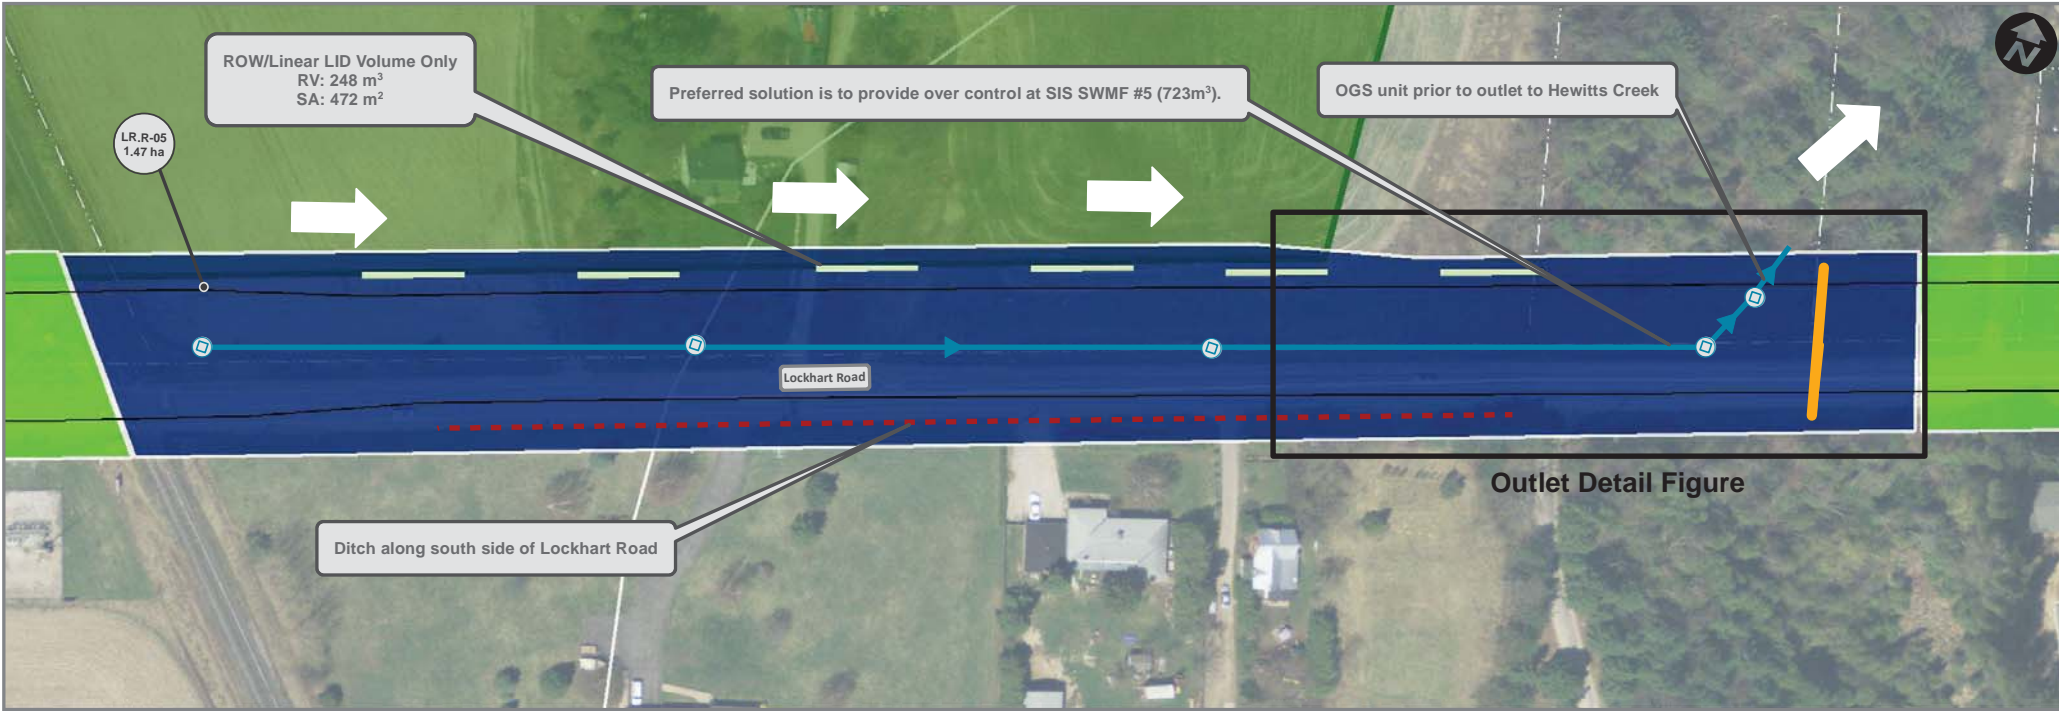 ROW/Linear LID Volume Only
RV: 248 m³
SA: 472 m²
Preferred solution is to provide over control at SIS SWMF #5 (723m³).
OGS unit prior to outlet to Hewitts Creek
N
LR.R-05
1.47 ha
Lockhart Road
Outlet Detail Figure
Ditch along south side of Lockhart Road